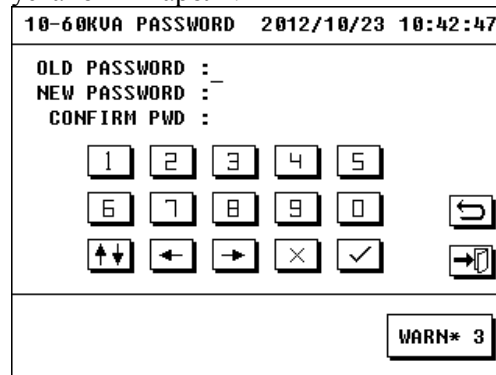 10-60KVA PASSWORD 2012/10/23 10:42:47
OLD PASSWORD :_
NEW PASSWORD :
CONFIRM PWD :
1 2 3 4 5
6 7 8 9 0
WARN* 3